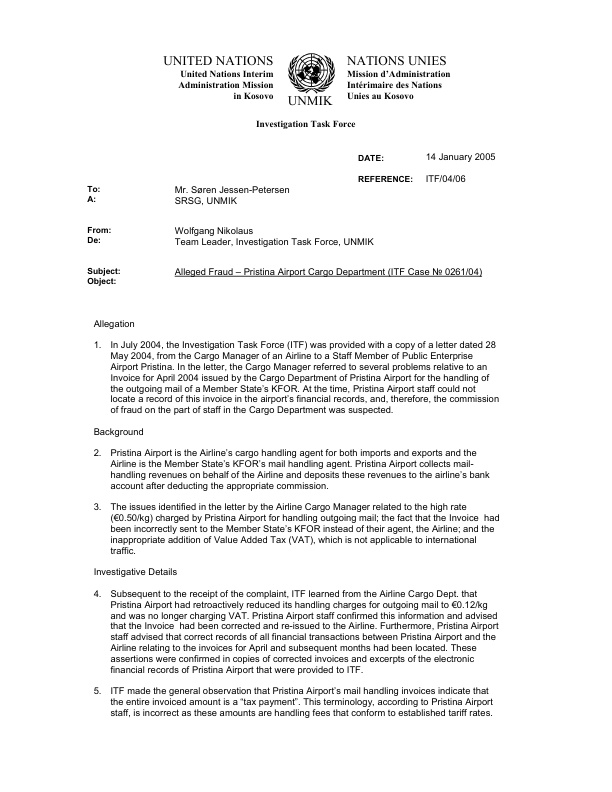 UNITED NATIONS
United Nations Interim
Administration Mission
in Kosovo
UNMIK
NATIONS UNIES
Mission d'Administration
Intérimaire des Nations
Unies au Kosovo
Investigation Task Force
DATE: 14 January 2005
REFERENCE: ITF/04/06
To: Mr. Søren Jessen-Petersen
A: SRSG, UNMIK
From: Wolfgang Nikolaus
De: Team Leader, Investigation Task Force, UNMIK
Subject: Alleged Fraud – Pristina Airport Cargo Department (ITF Case № 0261/04)
Object:
Allegation
1. In July 2004, the Investigation Task Force (ITF) was provided with a copy of a letter dated 28
May 2004, from the Cargo Manager of an Airline to a Staff Member of Public Enterprise
Airport Pristina. In the letter, the Cargo Manager referred to several problems relative to an
Invoice for April 2004 issued by the Cargo Department of Pristina Airport for the handling of
the outgoing mail of a Member State's KFOR. At the time, Pristina Airport staff could not
locate a record of this invoice in the airport's financial records, and, therefore, the commission
of fraud on the part of staff in the Cargo Department was suspected.
Background
2. Pristina Airport is the Airline's cargo handling agent for both imports and exports and the
Airline is the Member State's KFOR's mail handling agent. Pristina Airport collects mail-
handling revenues on behalf of the Airline and deposits these revenues to the airline's bank
account after deducting the appropriate commission.
3. The issues identified in the letter by the Airline Cargo Manager related to the high rate
(€0.50/kg) charged by Pristina Airport for handling outgoing mail; the fact that the Invoice had
been incorrectly sent to the Member State's KFOR instead of their agent, the Airline; and the
inappropriate addition of Value Added Tax (VAT), which is not applicable to international
traffic.
Investigative Details
4. Subsequent to the receipt of the complaint, ITF learned from the Airline Cargo Dept. that
Pristina Airport had retroactively reduced its handling charges for outgoing mail to €0.12/kg
and was no longer charging VAT. Pristina Airport staff confirmed this information and advised
that the Invoice had been corrected and re-issued to the Airline. Furthermore, Pristina Airport
staff advised that correct records of all financial transactions between Pristina Airport and the
Airline relating to the invoices for April and subsequent months had been located. These
assertions were confirmed in copies of corrected invoices and excerpts of the electronic
financial records of Pristina Airport that were provided to ITF.
5. ITF made the general observation that Pristina Airport's mail handling invoices indicate that
the entire invoiced amount is a “tax payment”. This terminology, according to Pristina Airport
staff, is incorrect as these amounts are handling fees that conform to established tariff rates.